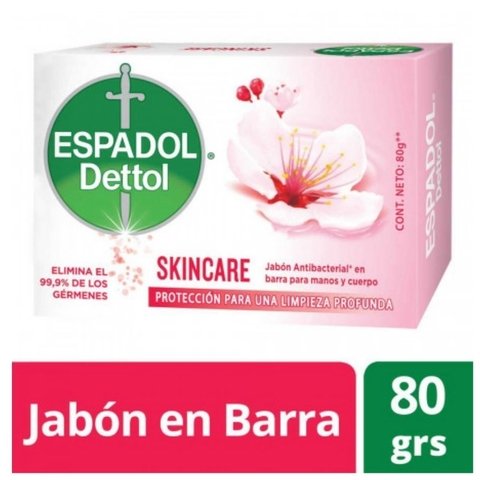 ESPADOL®
Dettol
ELIMINA EL
99,9% DE LOS
GÉRMENES
SKINCARE
Jabón Antibacterial* en
barra para manos y cuerpo
PROTECCIÓN PARA UNA LIMPIEZA PROFUNDA
CONT. NETO: 80g**
ESPADOL
Dettol
Jabón en Barra
80
grs